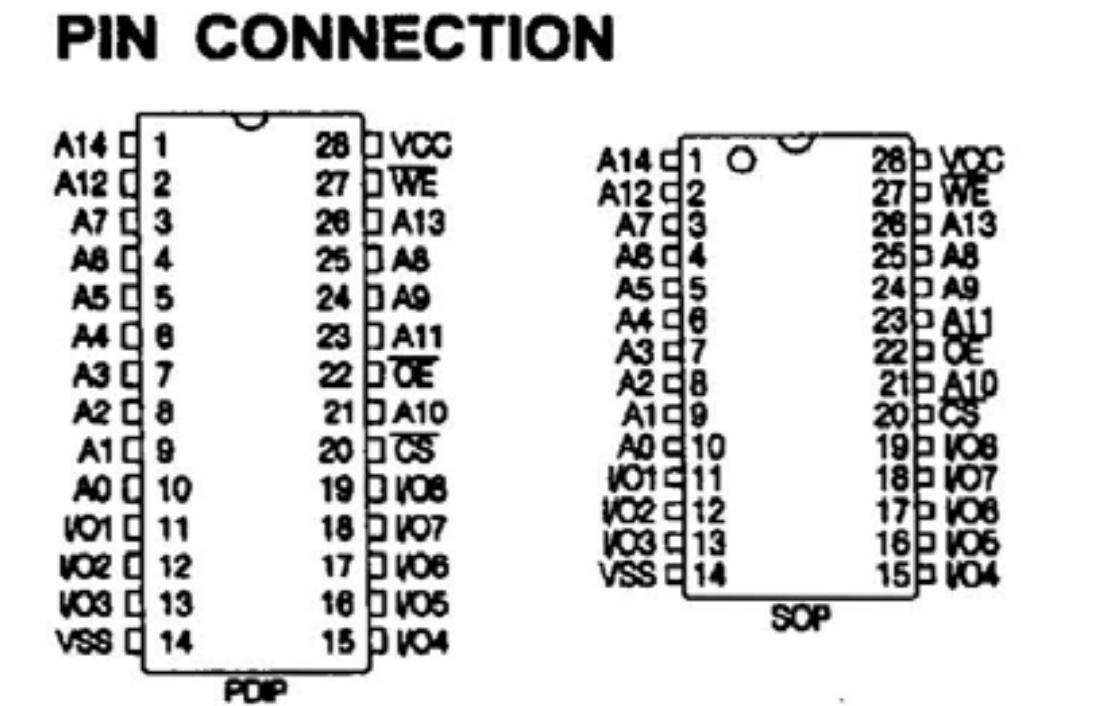 PIN CONNECTION
A14 1 28 VCC
A12 2 27 WE
A7 3 26 A13
A6 4 25 A8
A5 5 24 A9
A4 6 23 A11
A3 7 22 OE
A2 8 21 A10
A1 9 20 CS
A0 10 19 I/O8
I/O1 11 18 I/O7
I/O2 12 17 I/O6
I/O3 13 16 I/O5
VSS 14 15 I/O4
PDIP
A14 1 28 VCC
A12 2 27 WE
A7 3 26 A13
A6 4 25 A8
A5 5 24 A9
A4 6 23 A11
A3 7 22 OE
A2 8 21 A10
A1 9 20 CS
A0 10 19 I/O8
I/O1 11 18 I/O7
I/O2 12 17 I/O6
I/O3 13 16 I/O5
VSS 14 15 I/O4
SOP